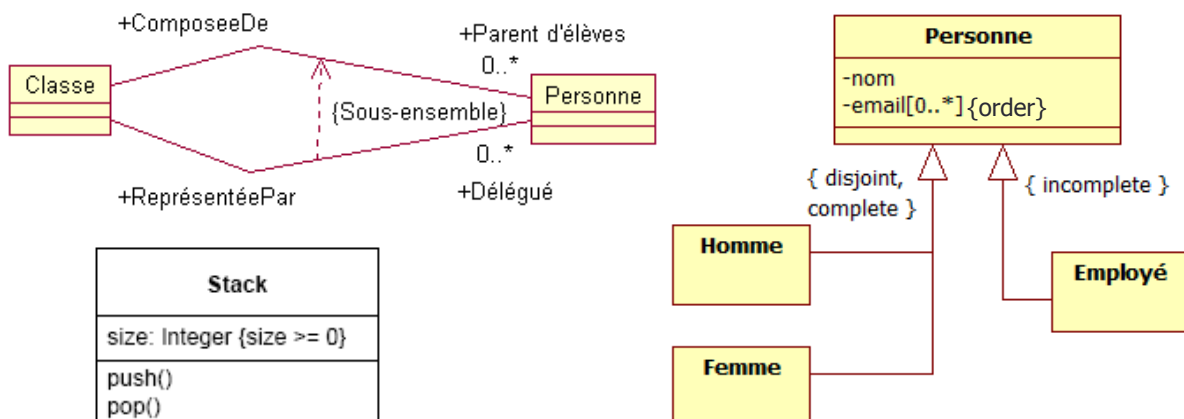 +ComposeeDe
+Parent d'élèves
0..*
Classe
{Sous-ensemble}
Personne
0..*
+ReprésentéePar
+Délégué
Stack
size: Integer {size >= 0}
push()
pop()
Personne
-nom
-email[0..*]{order}
{ disjoint,
complete }
{ incomplete }
Homme
Employé
Femme